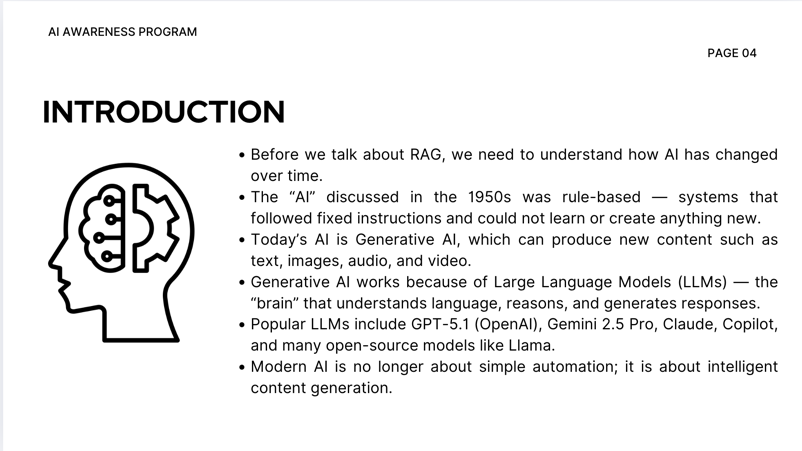 AI AWARENESS PROGRAM
PAGE 04
INTRODUCTION
• Before we talk about RAG, we need to understand how AI has changed
over time.
• The “AI” discussed in the 1950s was rule-based — systems that
followed fixed instructions and could not learn or create anything new.
• Today’s AI is Generative AI, which can produce new content such as
text, images, audio, and video.
• Generative AI works because of Large Language Models (LLMs) — the
“brain” that understands language, reasons, and generates responses.
• Popular LLMs include GPT-5.1 (OpenAI), Gemini 2.5 Pro, Claude, Copilot,
and many open-source models like Llama.
• Modern AI is no longer about simple automation; it is about intelligent
content generation.